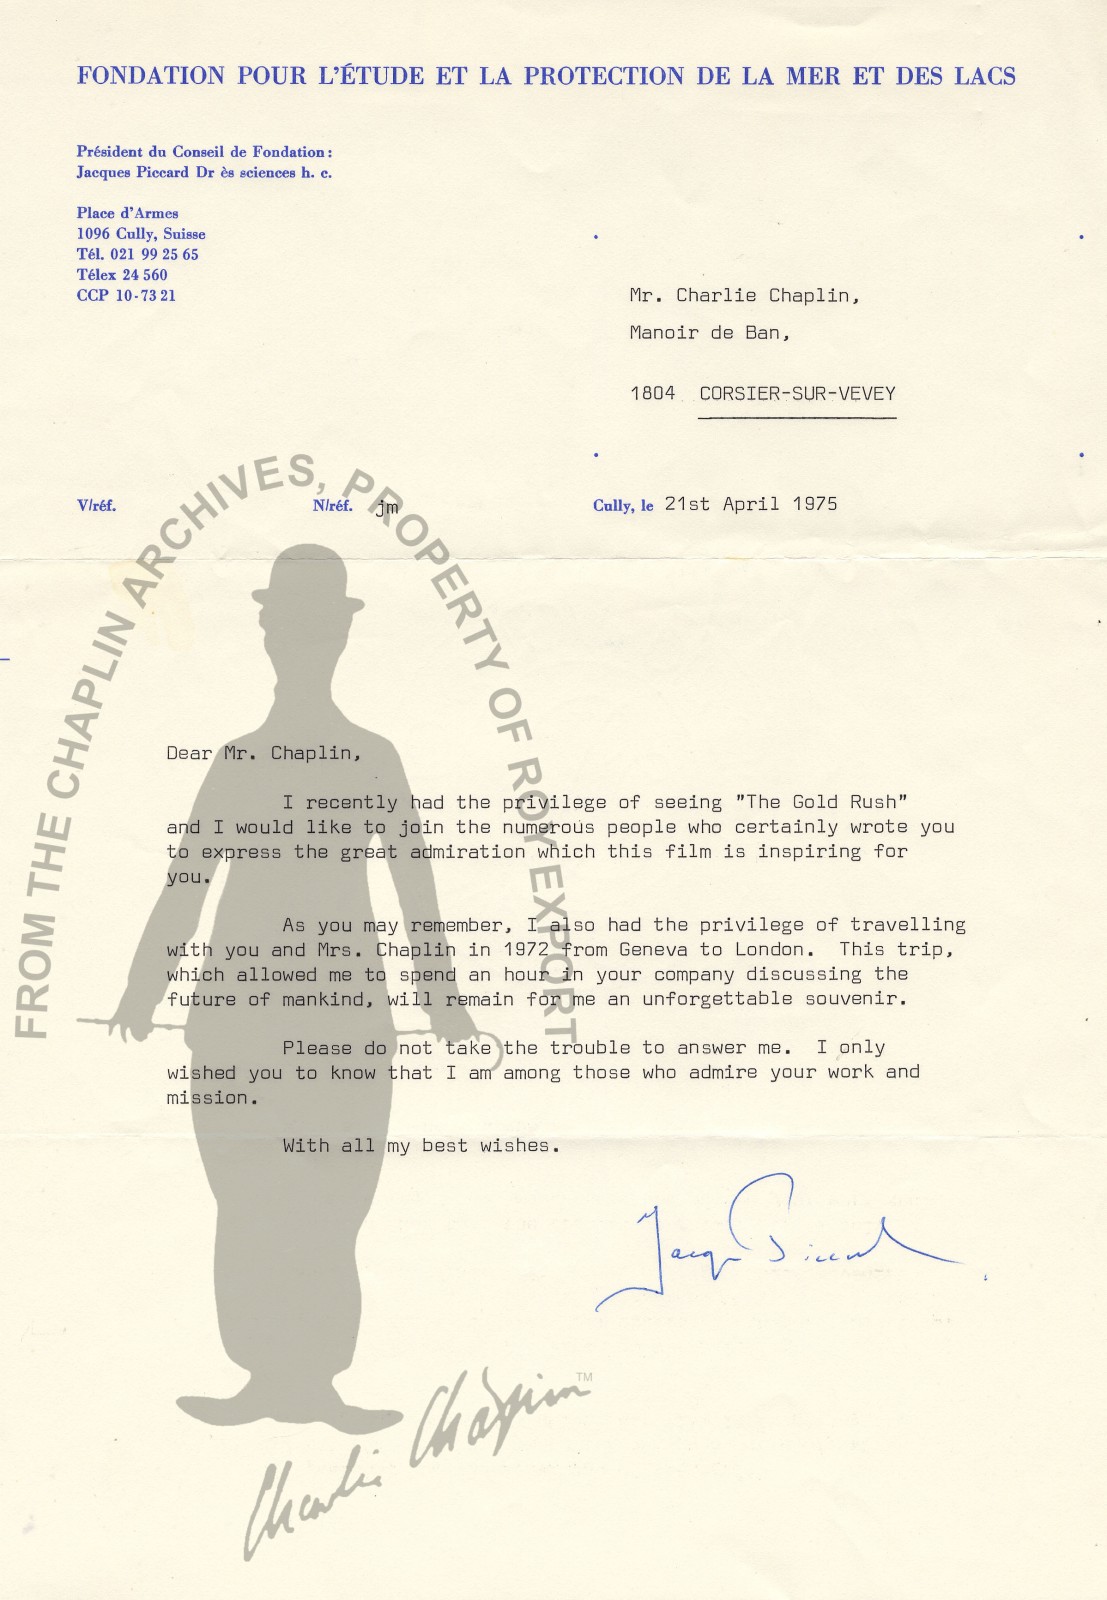 FONDATION POUR L'ÉTUDE ET LA PROTECTION DE LA MER ET DES LACS
Président du Conseil de Fondation:
Jacques Piccard Dr ès sciences h. c.
Place d'Armes
1096 Cully, Suisse
Tél. 021 99 25 65
Télex 24 560
CCP 10-73 21
Mr. Charlie Chaplin,
Manoir de Ban,
1804 CORSIER-SUR-VEVEY
V/réf. N/réf. jm Cully, le 21st April 1975
FROM THE CHAPLIN ARCHIVES, PROPERTY OF ROY EXPORT
Dear Mr. Chaplin,
I recently had the privilege of seeing "The Gold Rush"
and I would like to join the numerous people who certainly wrote you
to express the great admiration which this film is inspiring for
you.
As you may remember, I also had the privilege of travelling
with you and Mrs. Chaplin in 1972 from Geneva to London. This trip,
which allowed me to spend an hour in your company discussing the
future of mankind, will remain for me an unforgettable souvenir.
Please do not take the trouble to answer me. I only
wished you to know that I am among those who admire your work and
mission.
With all my best wishes.
Jacques Piccard
Charlie Chaplin TM